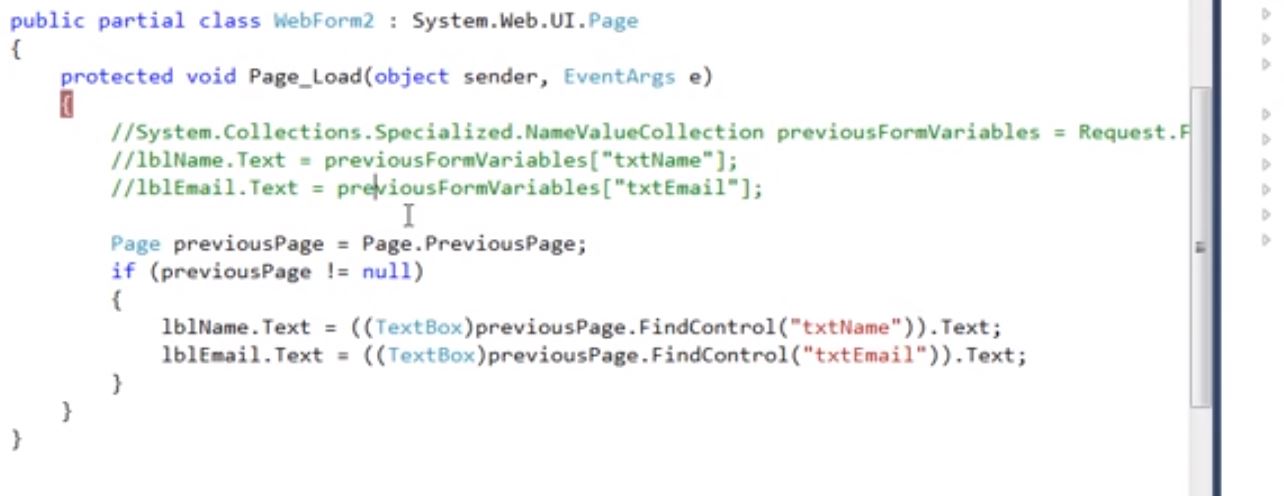 public partial class WebForm2 : System.Web.UI.Page
{
    protected void Page_Load(object sender, EventArgs e)
    {
        //System.Collections.Specialized.NameValueCollection previousFormVariables = Request.F
        //lblName.Text = previousFormVariables["txtName"];
        //lblEmail.Text = previousFormVariables["txtEmail"];

        Page previousPage = Page.PreviousPage;
        if (previousPage != null)
        {
            lblName.Text = ((TextBox)previousPage.FindControl("txtName")).Text;
            lblEmail.Text = ((TextBox)previousPage.FindControl("txtEmail")).Text;
        }
    }
}